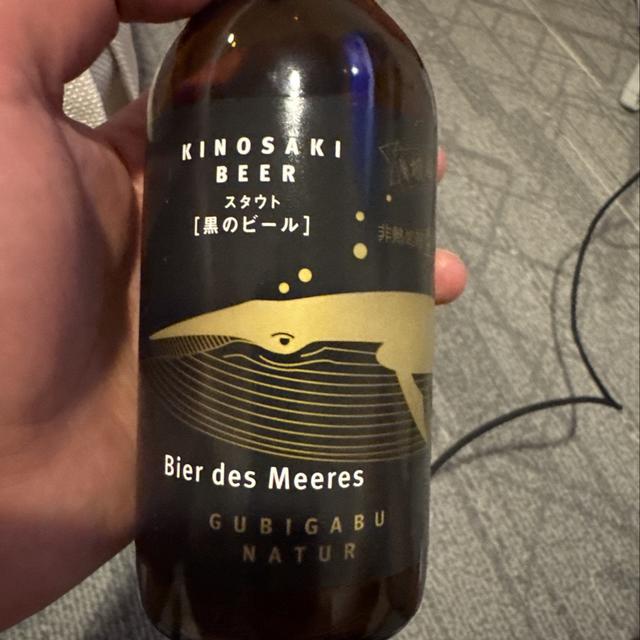 KINOSAKI
BEER
スタウト
[黒のビール]
Bier des Meeres
GUBIGABU
NATUR